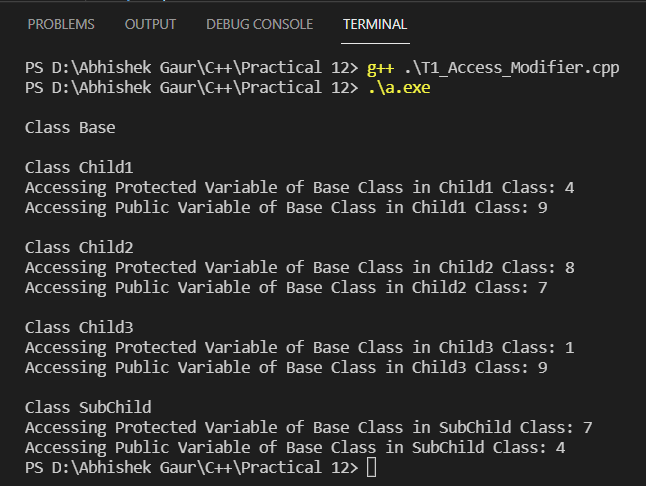 PROBLEMS OUTPUT DEBUG CONSOLE TERMINAL
PS D:\Abhishek Gaur\C++\Practical 12> g++ .\T1_Access_Modifier.cpp
PS D:\Abhishek Gaur\C++\Practical 12> .\a.exe
Class Base
Class Child1
Accessing Protected Variable of Base Class in Child1 Class: 4
Accessing Public Variable of Base Class in Child1 Class: 9
Class Child2
Accessing Protected Variable of Base Class in Child2 Class: 8
Accessing Public Variable of Base Class in Child2 Class: 7
Class Child3
Accessing Protected Variable of Base Class in Child3 Class: 1
Accessing Public Variable of Base Class in Child3 Class: 9
Class SubChild
Accessing Protected Variable of Base Class in SubChild Class: 7
Accessing Public Variable of Base Class in SubChild Class: 4
PS D:\Abhishek Gaur\C++\Practical 12>